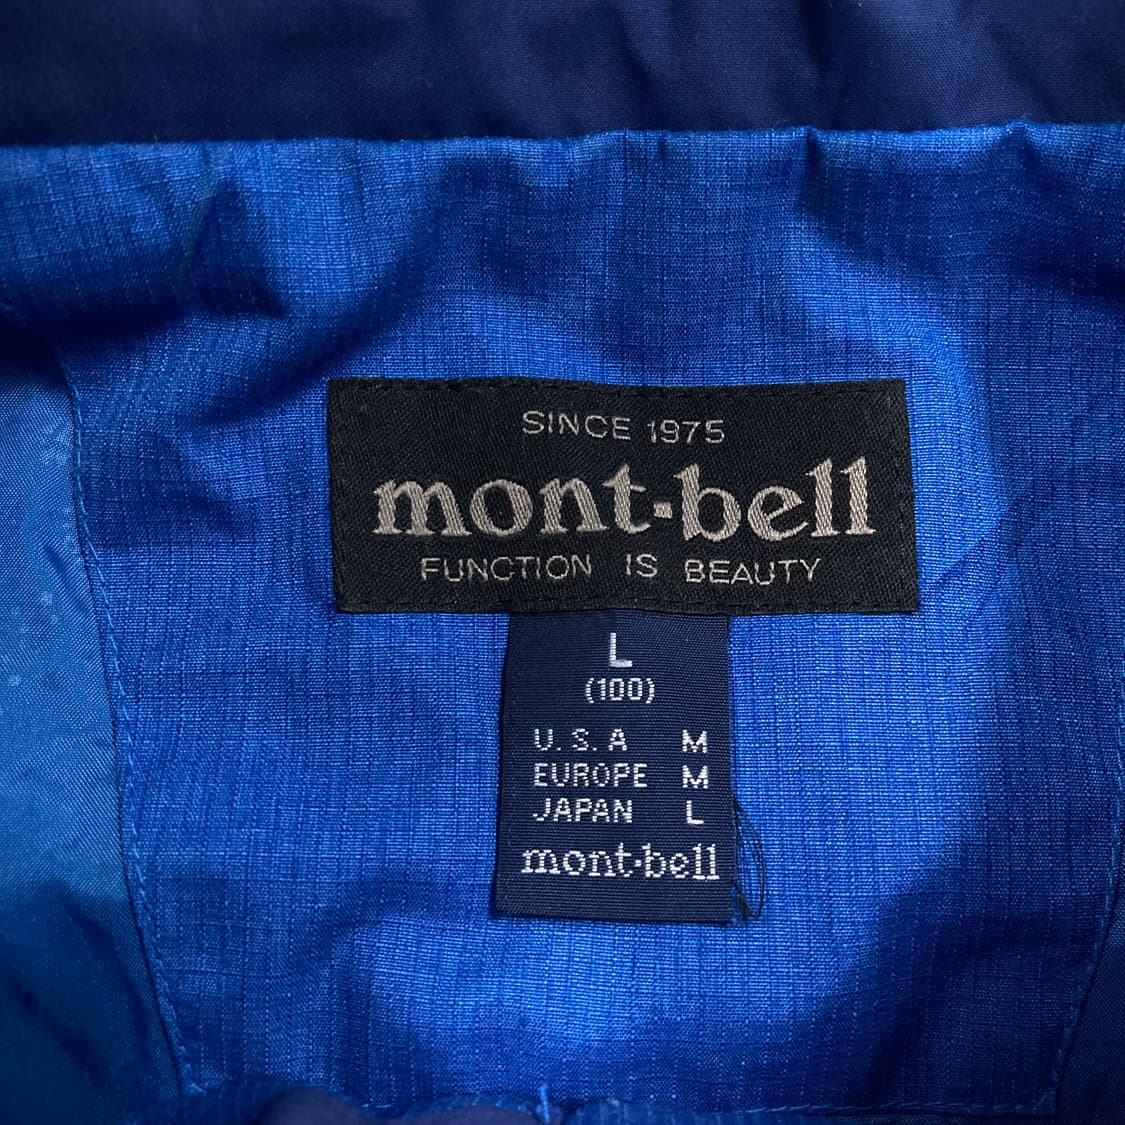 SINCE 1975
mont-bell
FUNCTION IS BEAUTY
L
(100)
U.S.A M
EUROPE M
JAPAN L
mont-bell